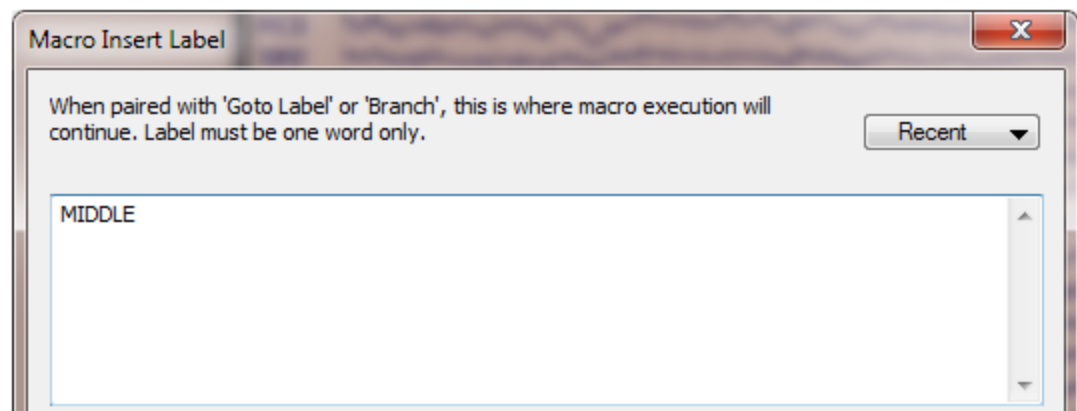 Macro Insert Label
When paired with 'Goto Label' or 'Branch', this is where macro execution will
continue. Label must be one word only.
Recent
MIDDLE